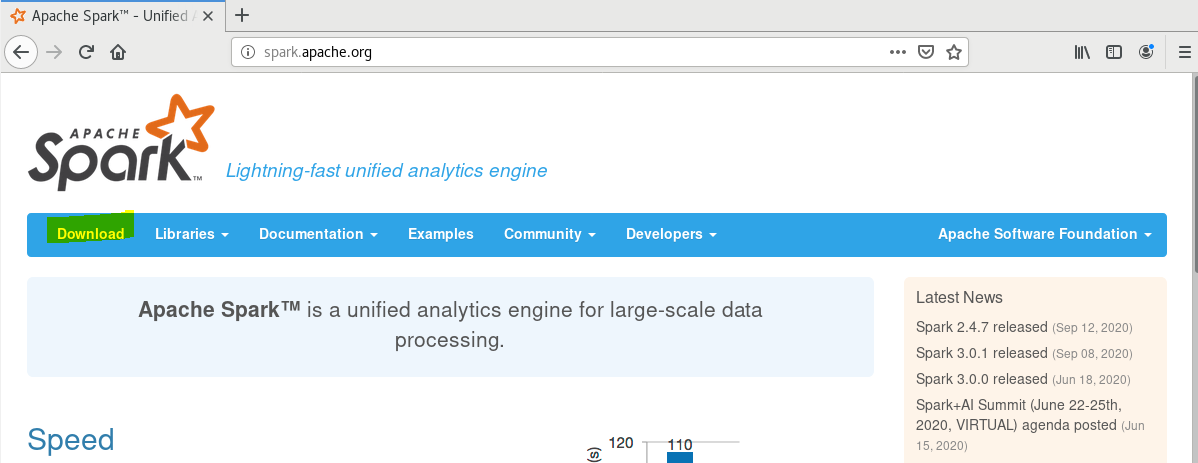 Apache Spark™ - Unified A
spark.apache.org
APACHE
Spark™
Lightning-fast unified analytics engine
Download Libraries Documentation Examples Community Developers Apache Software Foundation
Apache Spark™ is a unified analytics engine for large-scale data
processing.
Latest News
Spark 2.4.7 released (Sep 12, 2020)
Spark 3.0.1 released (Sep 08, 2020)
Spark 3.0.0 released (Jun 18, 2020)
Spark+AI Summit (June 22-25th,
2020, VIRTUAL) agenda posted (Jun
15, 2020)
Speed
120
110
(s)